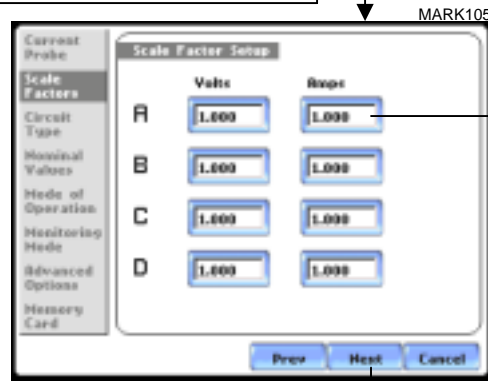 MARK105
Current
Probe
Scale
Factors
Circuit
Type
Nominal
Values
Mode of
Operation
Monitoring
Mode
Advanced
Options
Memory
Card
Scale Factor Setup
Volts Amps
A 1.000 1.000
B 1.000 1.000
C 1.000 1.000
D 1.000 1.000
Prev Next Cancel